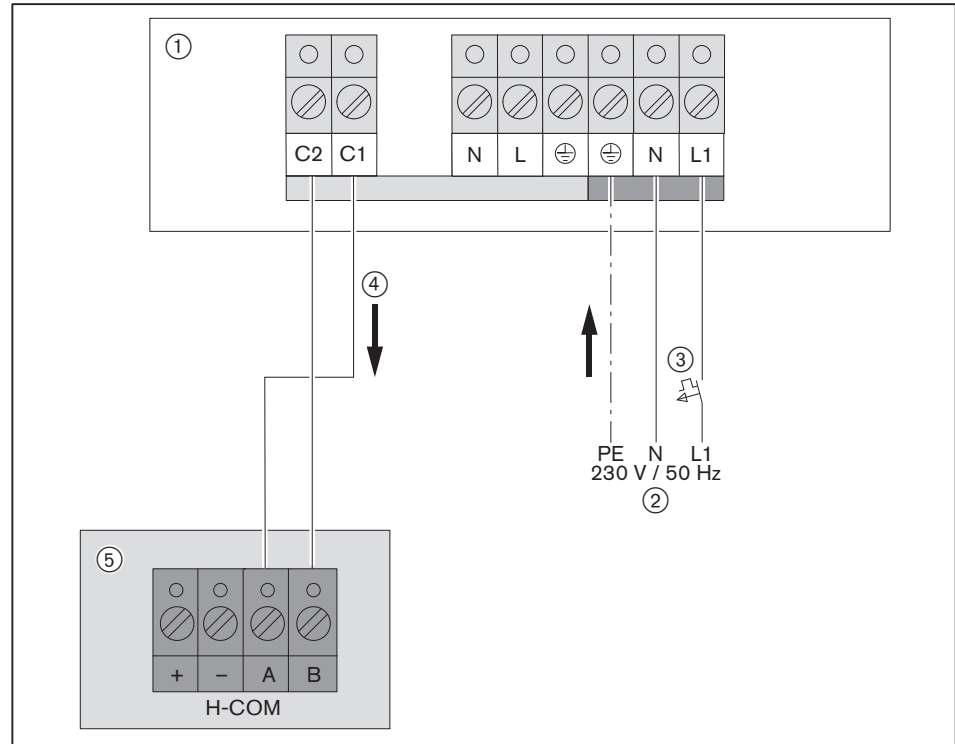 ①
C2 C1 N L N L1
④
③
PE N L1
230 V / 50 Hz
②
⑤
+ − A B
H-COM